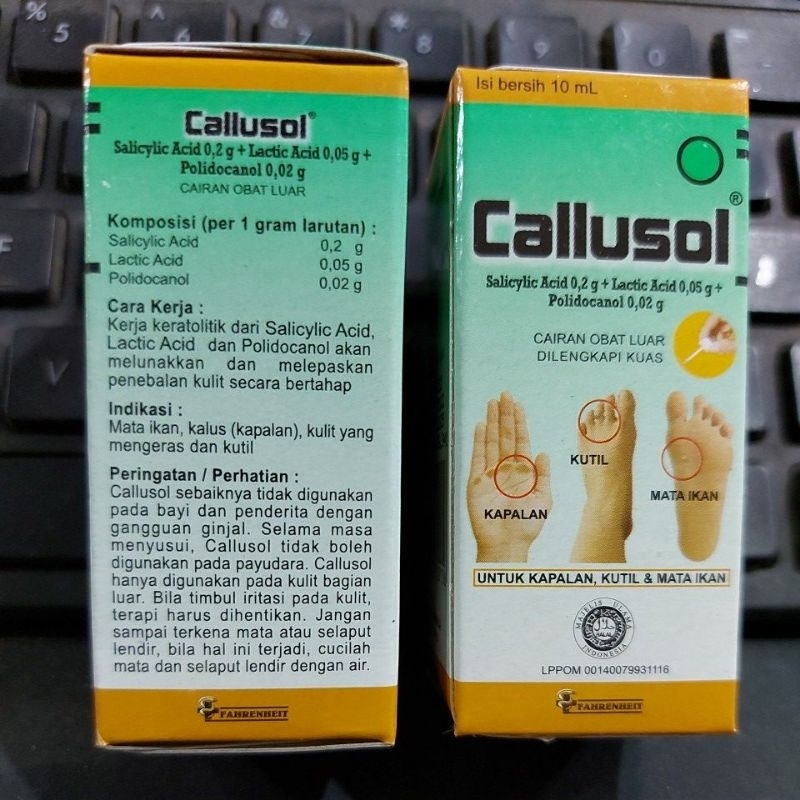 Callusol®
Salicylic Acid 0,2 g + Lactic Acid 0,05 g +
Polidocanol 0,02 g
CAIRAN OBAT LUAR
Komposisi (per 1 gram larutan) :
Salicylic Acid 0,2 g
Lactic Acid 0,05 g
Polidocanol 0,02 g
Cara Kerja :
Kerja keratolitik dari Salicylic Acid,
Lactic Acid dan Polidocanol akan
melunakkan dan melepaskan
penebalan kulit secara bertahap
Indikasi :
Mata ikan, kalus (kapalan), kulit yang
mengeras dan kutil
Peringatan / Perhatian :
Callusol sebaiknya tidak digunakan
pada bayi dan penderita dengan
gangguan ginjal. Selama masa
menyusui, Callusol tidak boleh
digunakan pada payudara. Callusol
hanya digunakan pada kulit bagian
luar. Bila timbul iritasi pada kulit,
terapi harus dihentikan. Jangan
sampai terkena mata atau selaput
lendir, bila hal ini terjadi, cucilah
mata dan selaput lendir dengan air.
FAHRENHEIT
Isi bersih 10 mL
Callusol®
Salicylic Acid 0,2 g + Lactic Acid 0,05 g +
Polidocanol 0,02 g
CAIRAN OBAT LUAR
DILENGKAPI KUAS
KAPALAN
KUTIL
MATA IKAN
UNTUK KAPALAN, KUTIL & MATA IKAN
MAJELIS ULAMA
حلال
HALAL
INDONESIA
LPPOM 00140079931116
FAHRENHEIT
%
5
7
8
9
0
F
V